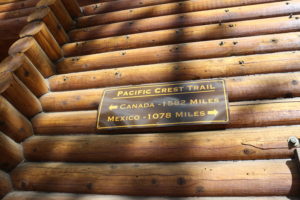 PACIFIC CREST TRAIL
CANADA - 1582 MILES
MEXICO - 1078 MILES